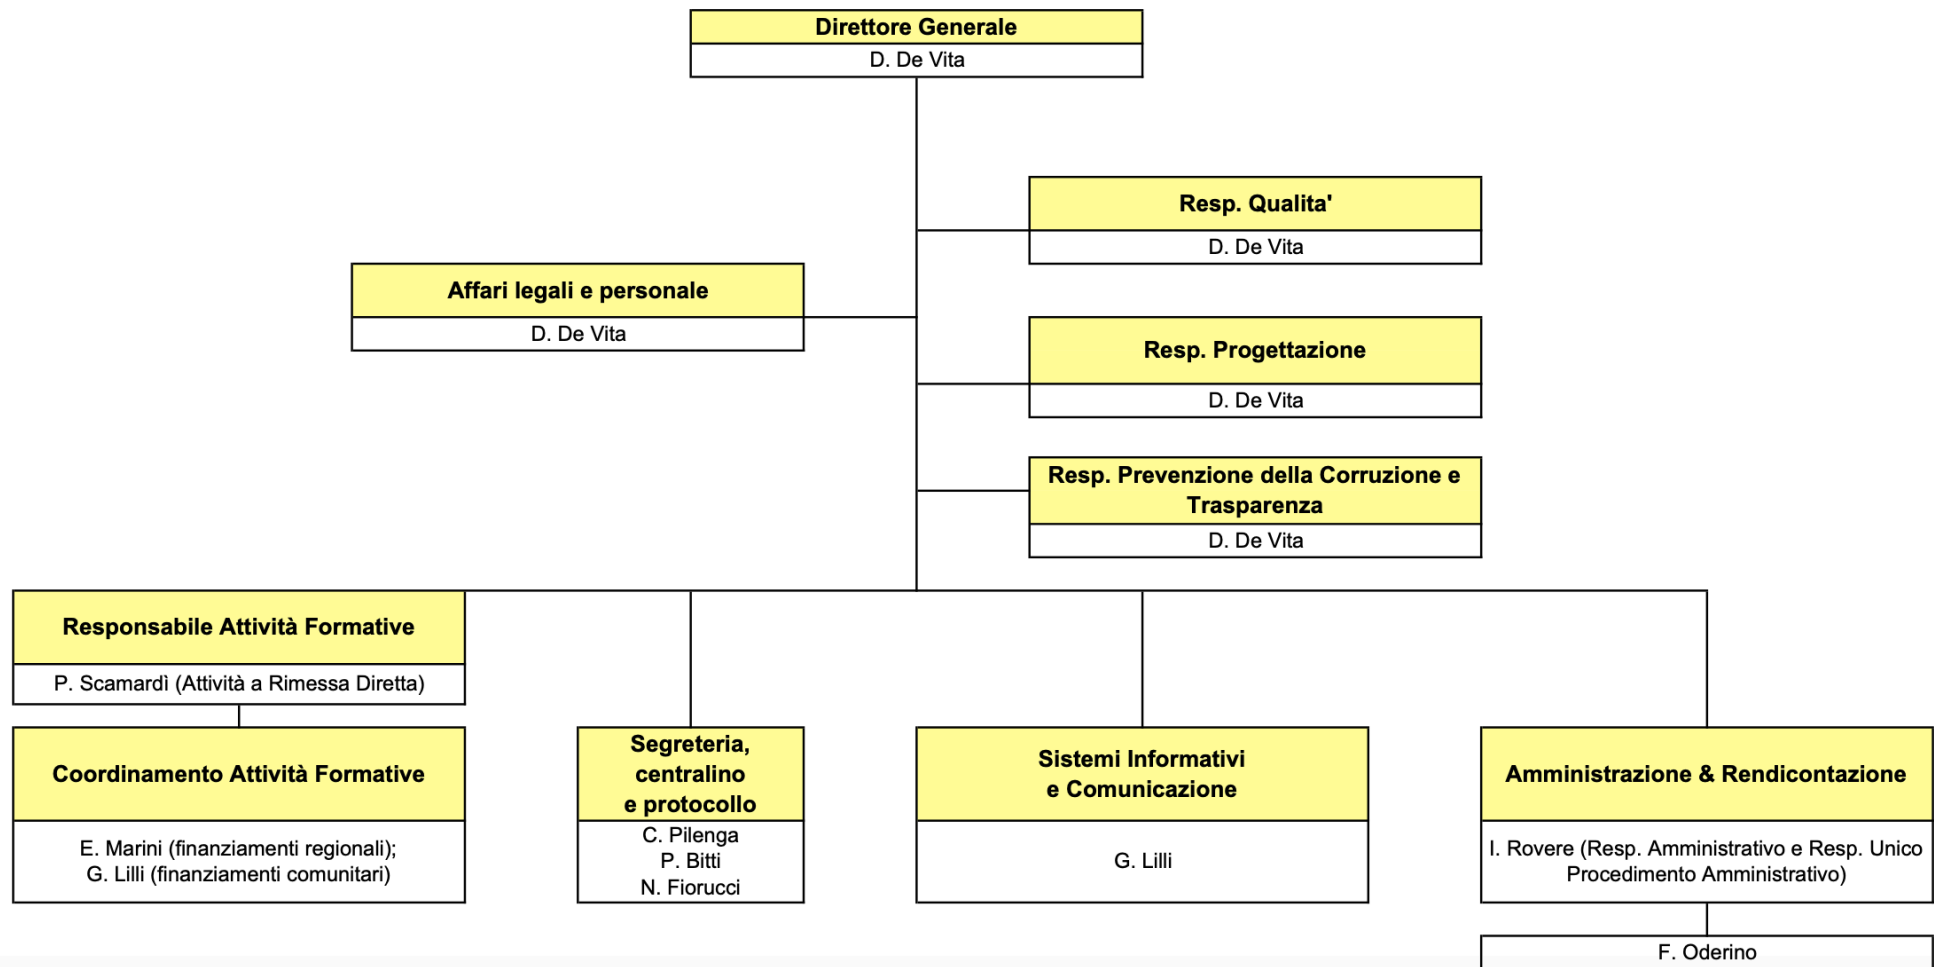 Direttore Generale
D. De Vita
Resp. Qualita'
D. De Vita
Affari legali e personale
D. De Vita
Resp. Progettazione
D. De Vita
Resp. Prevenzione della Corruzione e
Trasparenza
D. De Vita
Responsabile Attività Formative
P. Scamardì (Attività a Rimessa Diretta)
Coordinamento Attività Formative
E. Marini (finanziamenti regionali);
G. Lilli (finanziamenti comunitari)
Segreteria,
centralino
e protocollo
C. Pilenga
P. Bitti
N. Fiorucci
Sistemi Informativi
e Comunicazione
G. Lilli
Amministrazione & Rendicontazione
I. Rovere (Resp. Amministrativo e Resp. Unico
Procedimento Amministrativo)
F. Oderino